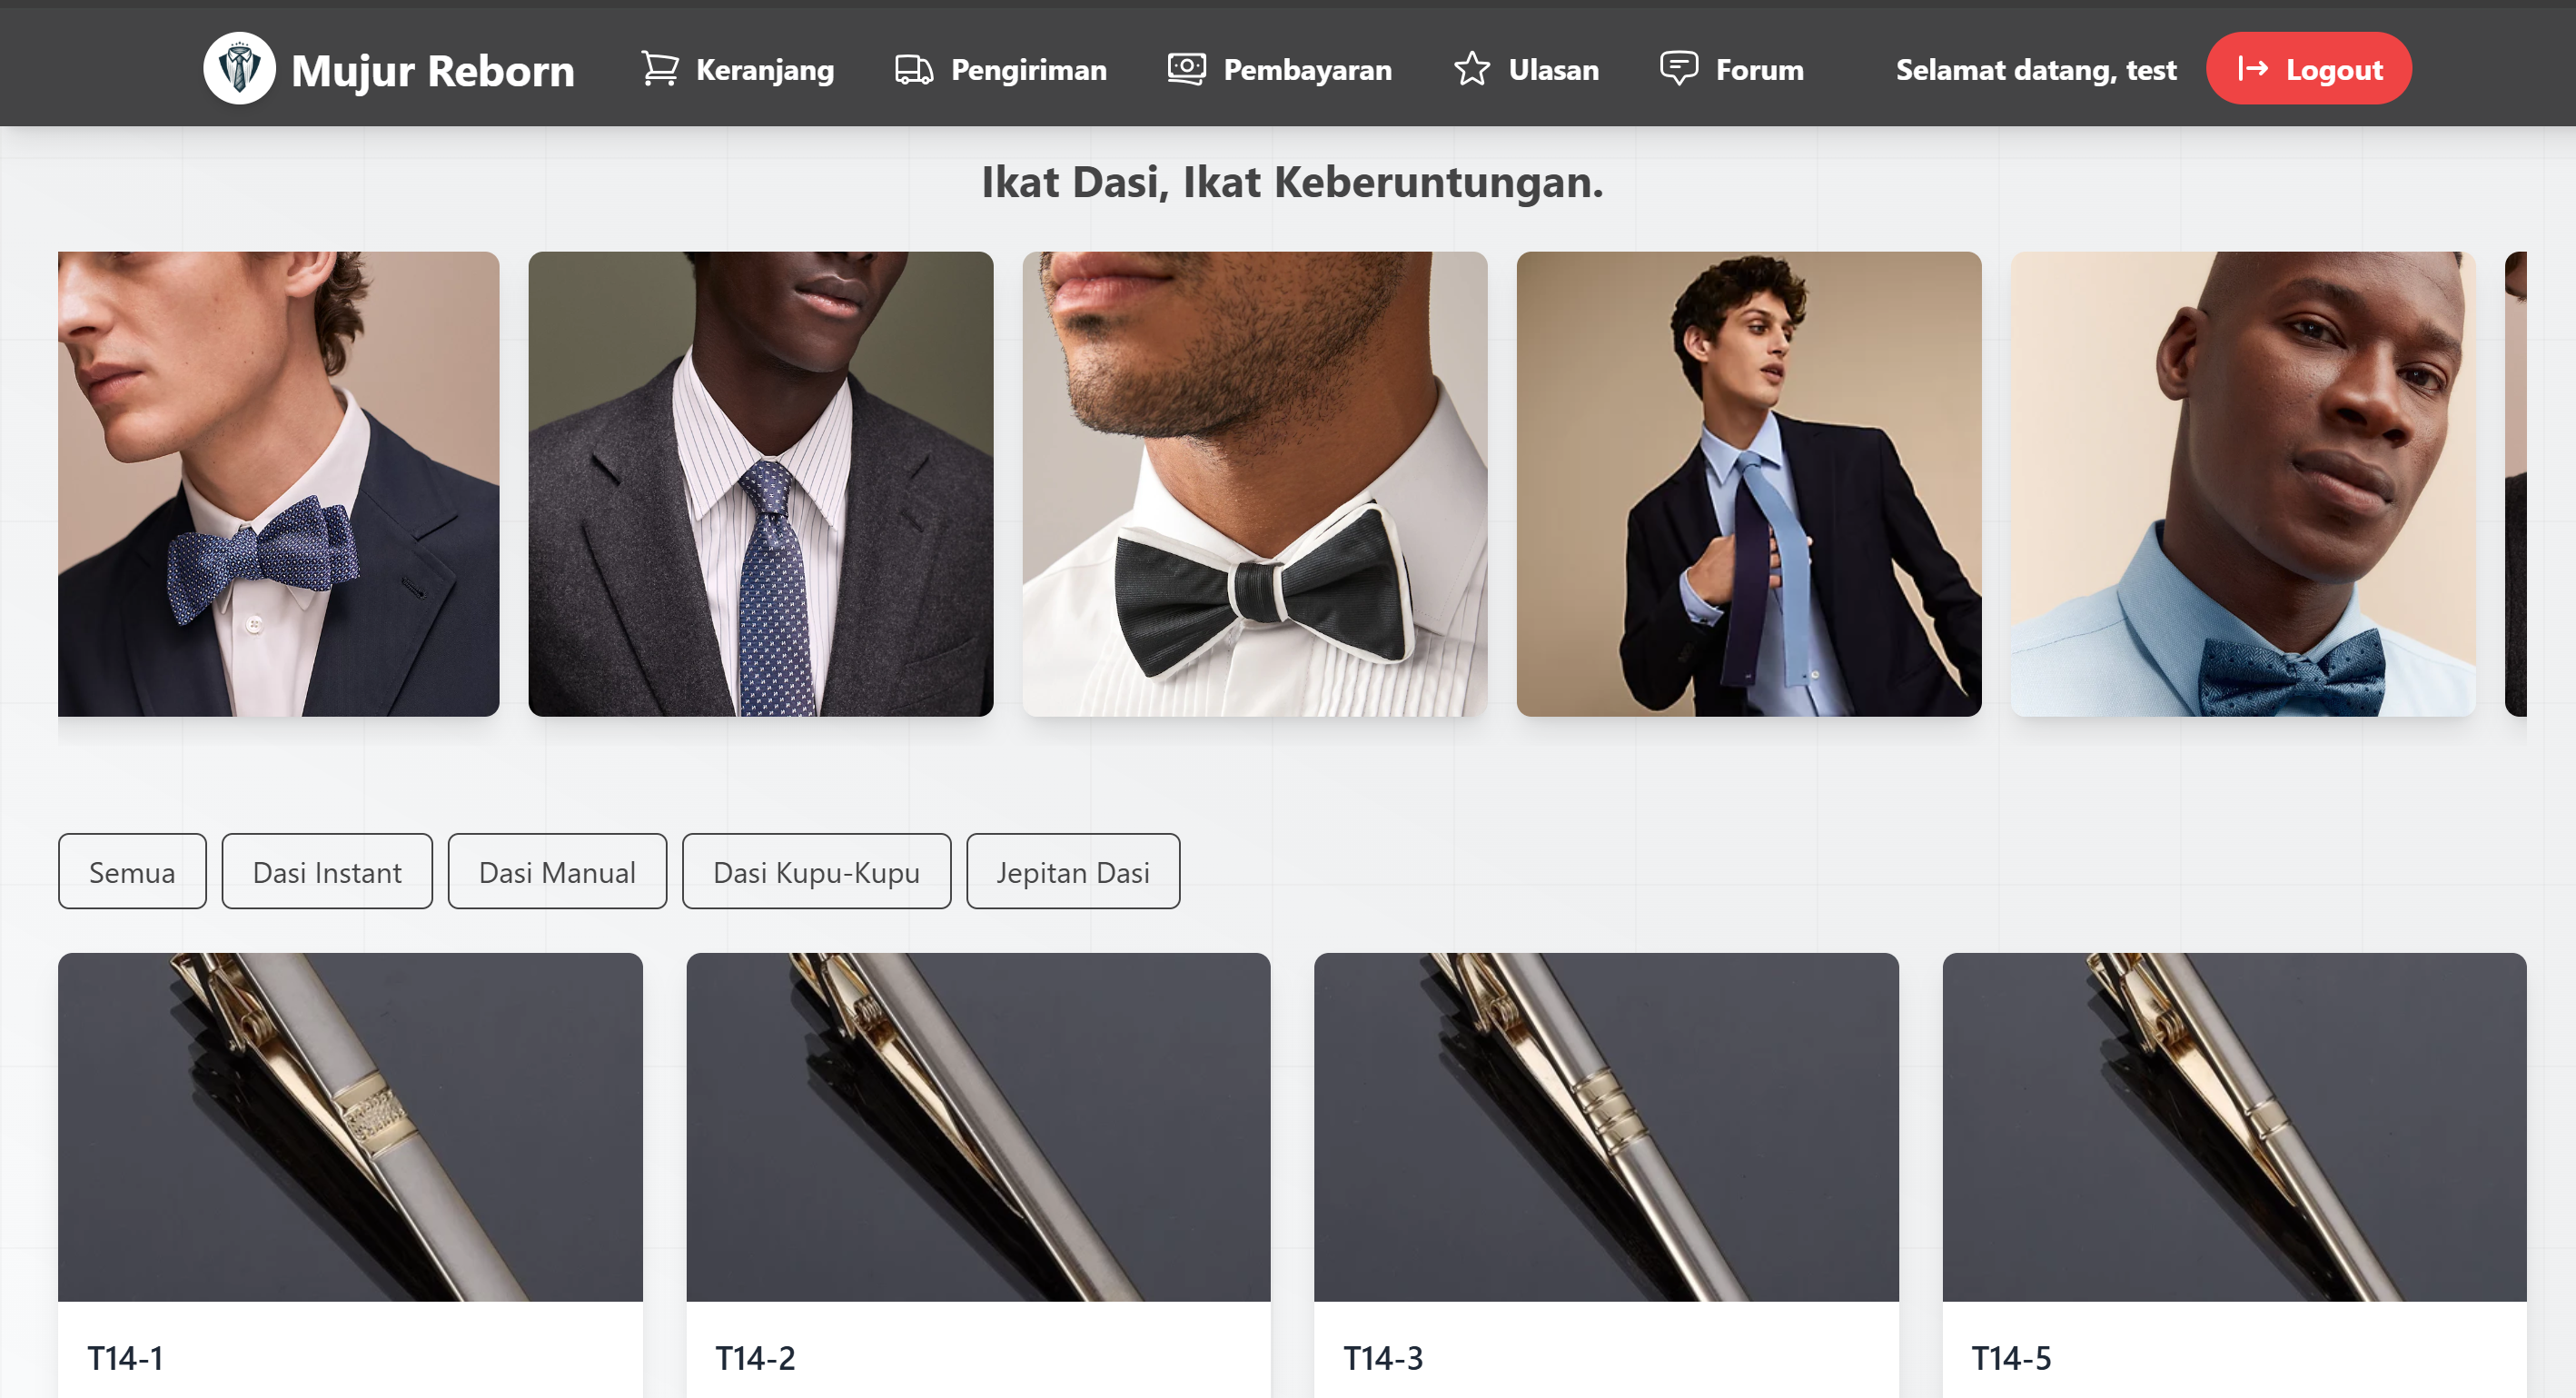 Mujur Reborn
Keranjang
Pengiriman
Pembayaran
Ulasan
Forum
Selamat datang, test
Logout
Ikat Dasi, Ikat Keberuntungan.
Semua
Dasi Instant
Dasi Manual
Dasi Kupu-Kupu
Jepitan Dasi
T14-1
T14-2
T14-3
T14-5